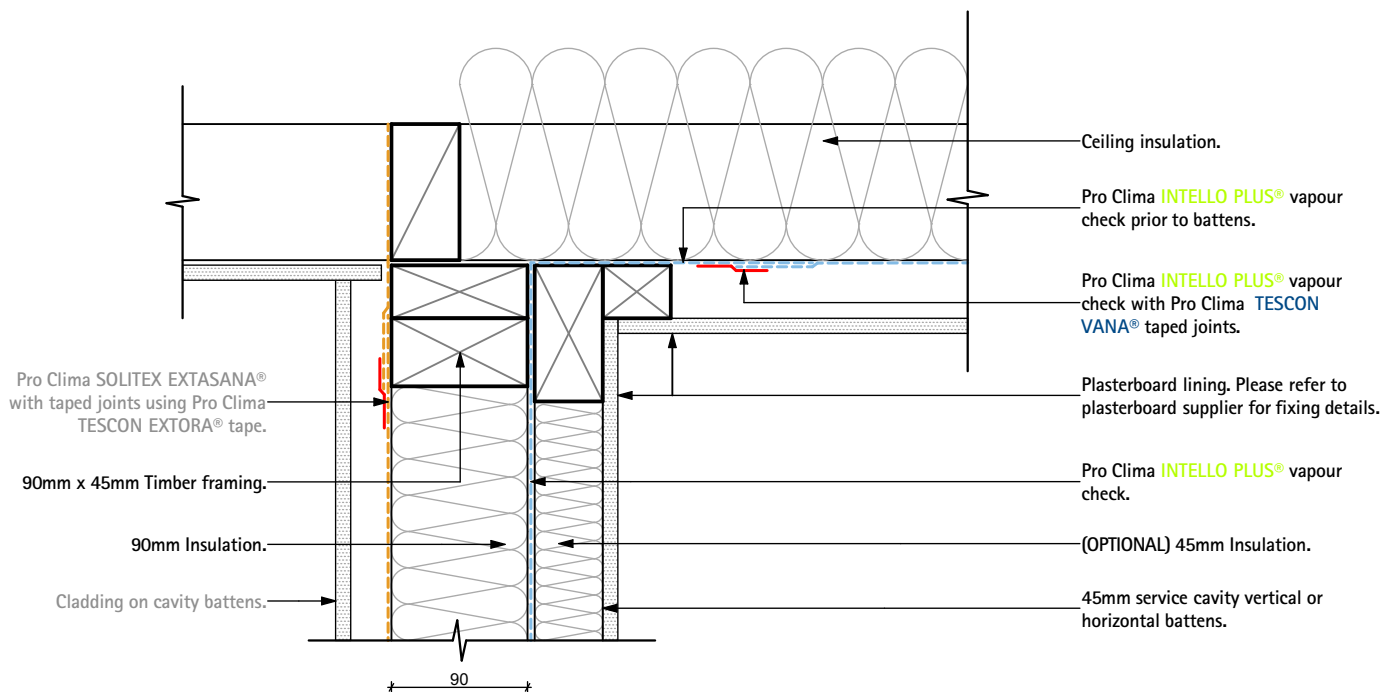 Pro Clima SOLITEX EXTASANA®
with taped joints using Pro Clima
TESCON EXTORA® tape.
90mm x 45mm Timber framing.
90mm Insulation.
Cladding on cavity battens.
90
Ceiling insulation.
Pro Clima INTELLO PLUS® vapour
check prior to battens.
Pro Clima INTELLO PLUS® vapour
check with Pro Clima TESCON
VANA® taped joints.
Plasterboard lining. Please refer to
plasterboard supplier for fixing details.
Pro Clima INTELLO PLUS® vapour
check.
(OPTIONAL) 45mm Insulation.
45mm service cavity vertical or
horizontal battens.